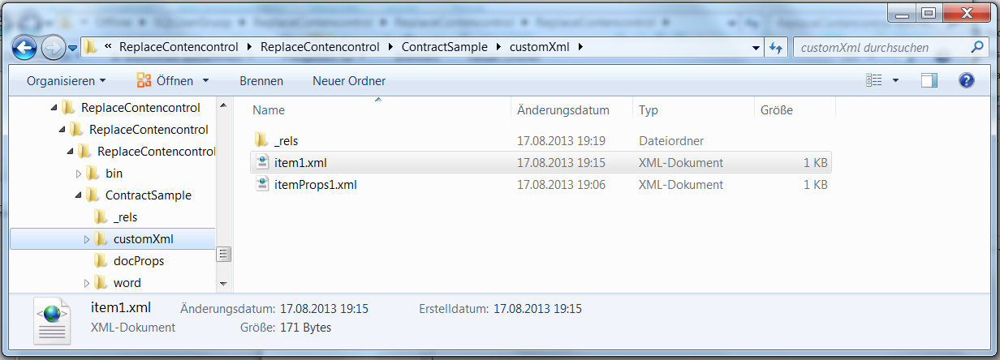 « ReplaceContencontrol ReplaceContencontrol ContractSample customXml
customXml durchsuchen
Organisieren Öffnen Brennen Neuer Ordner
ReplaceContencontrol
ReplaceContencontrol
ReplaceContencontrol
bin
ContractSample
_rels
customXml
docProps
word
Name Änderungsdatum Typ Größe
_rels 17.08.2013 19:19 Dateiordner
item1.xml 17.08.2013 19:15 XML-Dokument 1 KB
itemProps1.xml 17.08.2013 19:06 XML-Dokument 1 KB
item1.xml Änderungsdatum: 17.08.2013 19:15 Erstelldatum: 17.08.2013 19:15
XML-Dokument Größe: 171 Bytes